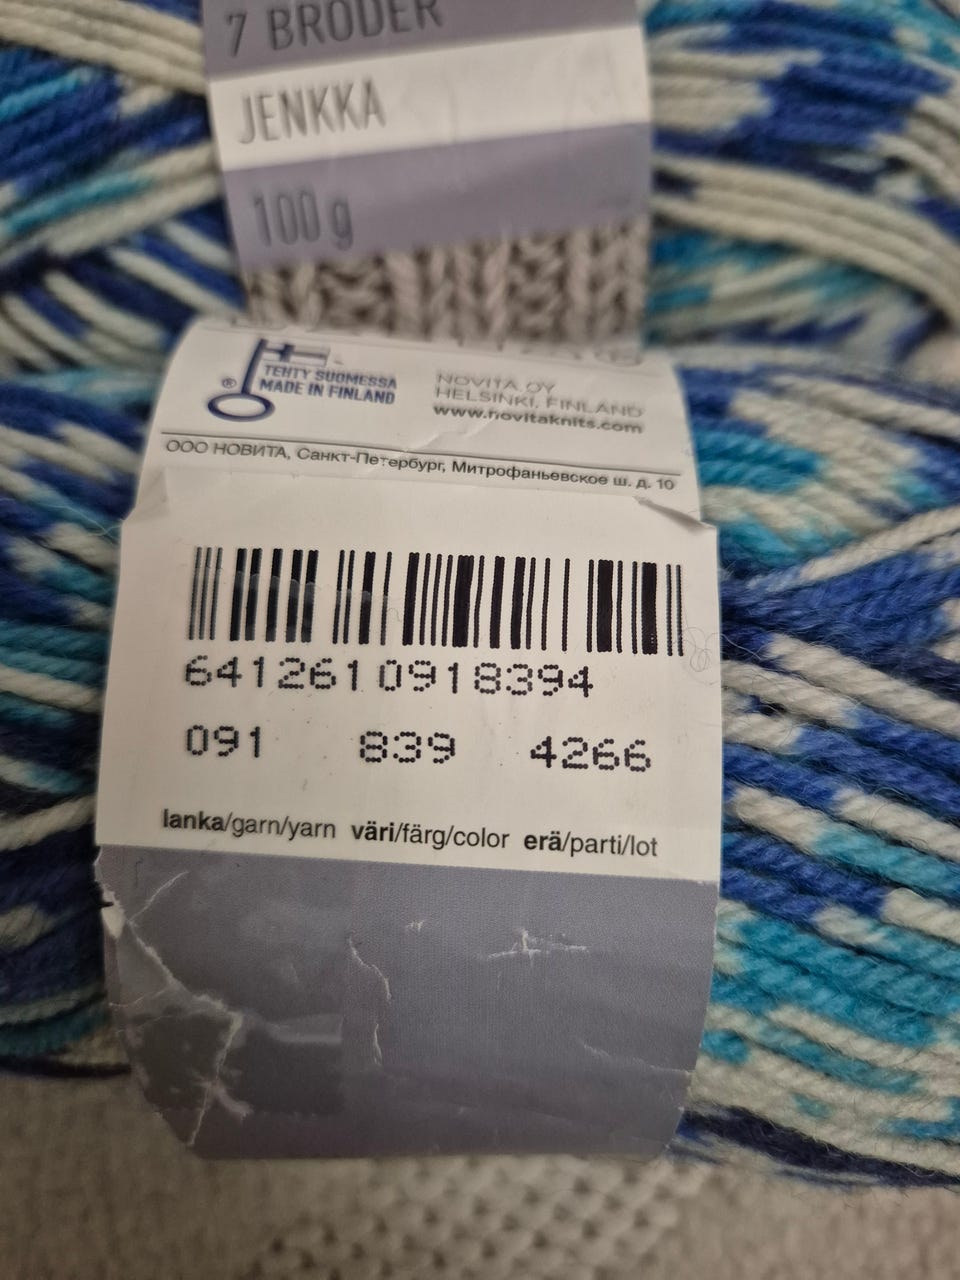 7 BRÖDER
JENKKA
100 g
®
TEHTY SUOMESSA
MADE IN FINLAND
NOVITA OY
HELSINKI, FINLAND
www.novitaknits.com
ООО НОВИТА, Санкт-Петербург, Митрофаньевское ш. д. 10
6412610918394
091 839 4266
lanka/garn/yarn väri/färg/color erä/parti/lot